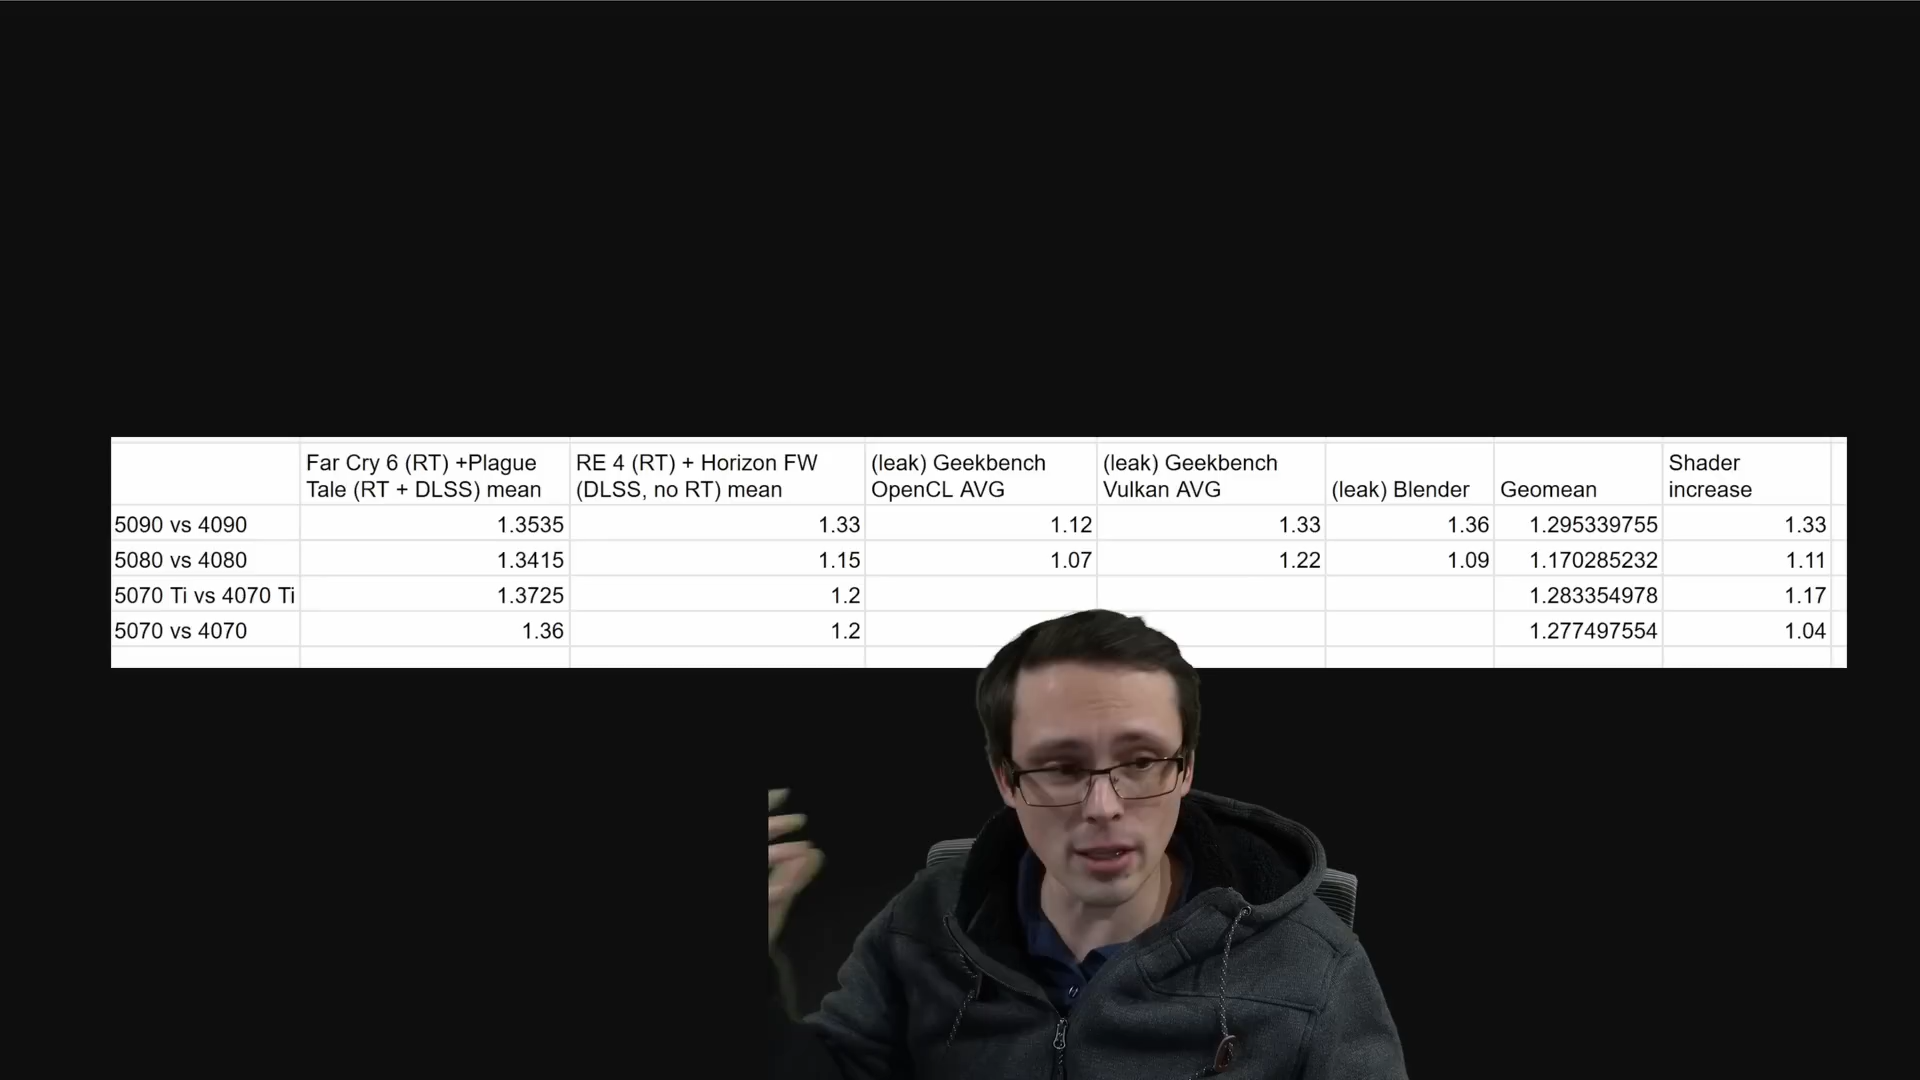 Far Cry 6 (RT) +Plague Tale (RT + DLSS) mean
RE 4 (RT) + Horizon FW (DLSS, no RT) mean
(leak) Geekbench OpenCL AVG
(leak) Geekbench Vulkan AVG
(leak) Blender
Geomean
Shader increase
5090 vs 4090 1.3535 1.33 1.12 1.33 1.36 1.295339755 1.33
5080 vs 4080 1.3415 1.15 1.07 1.22 1.09 1.170285232 1.11
5070 Ti vs 4070 Ti 1.3725 1.2 1.283354978 1.17
5070 vs 4070 1.36 1.2 1.277497554 1.04